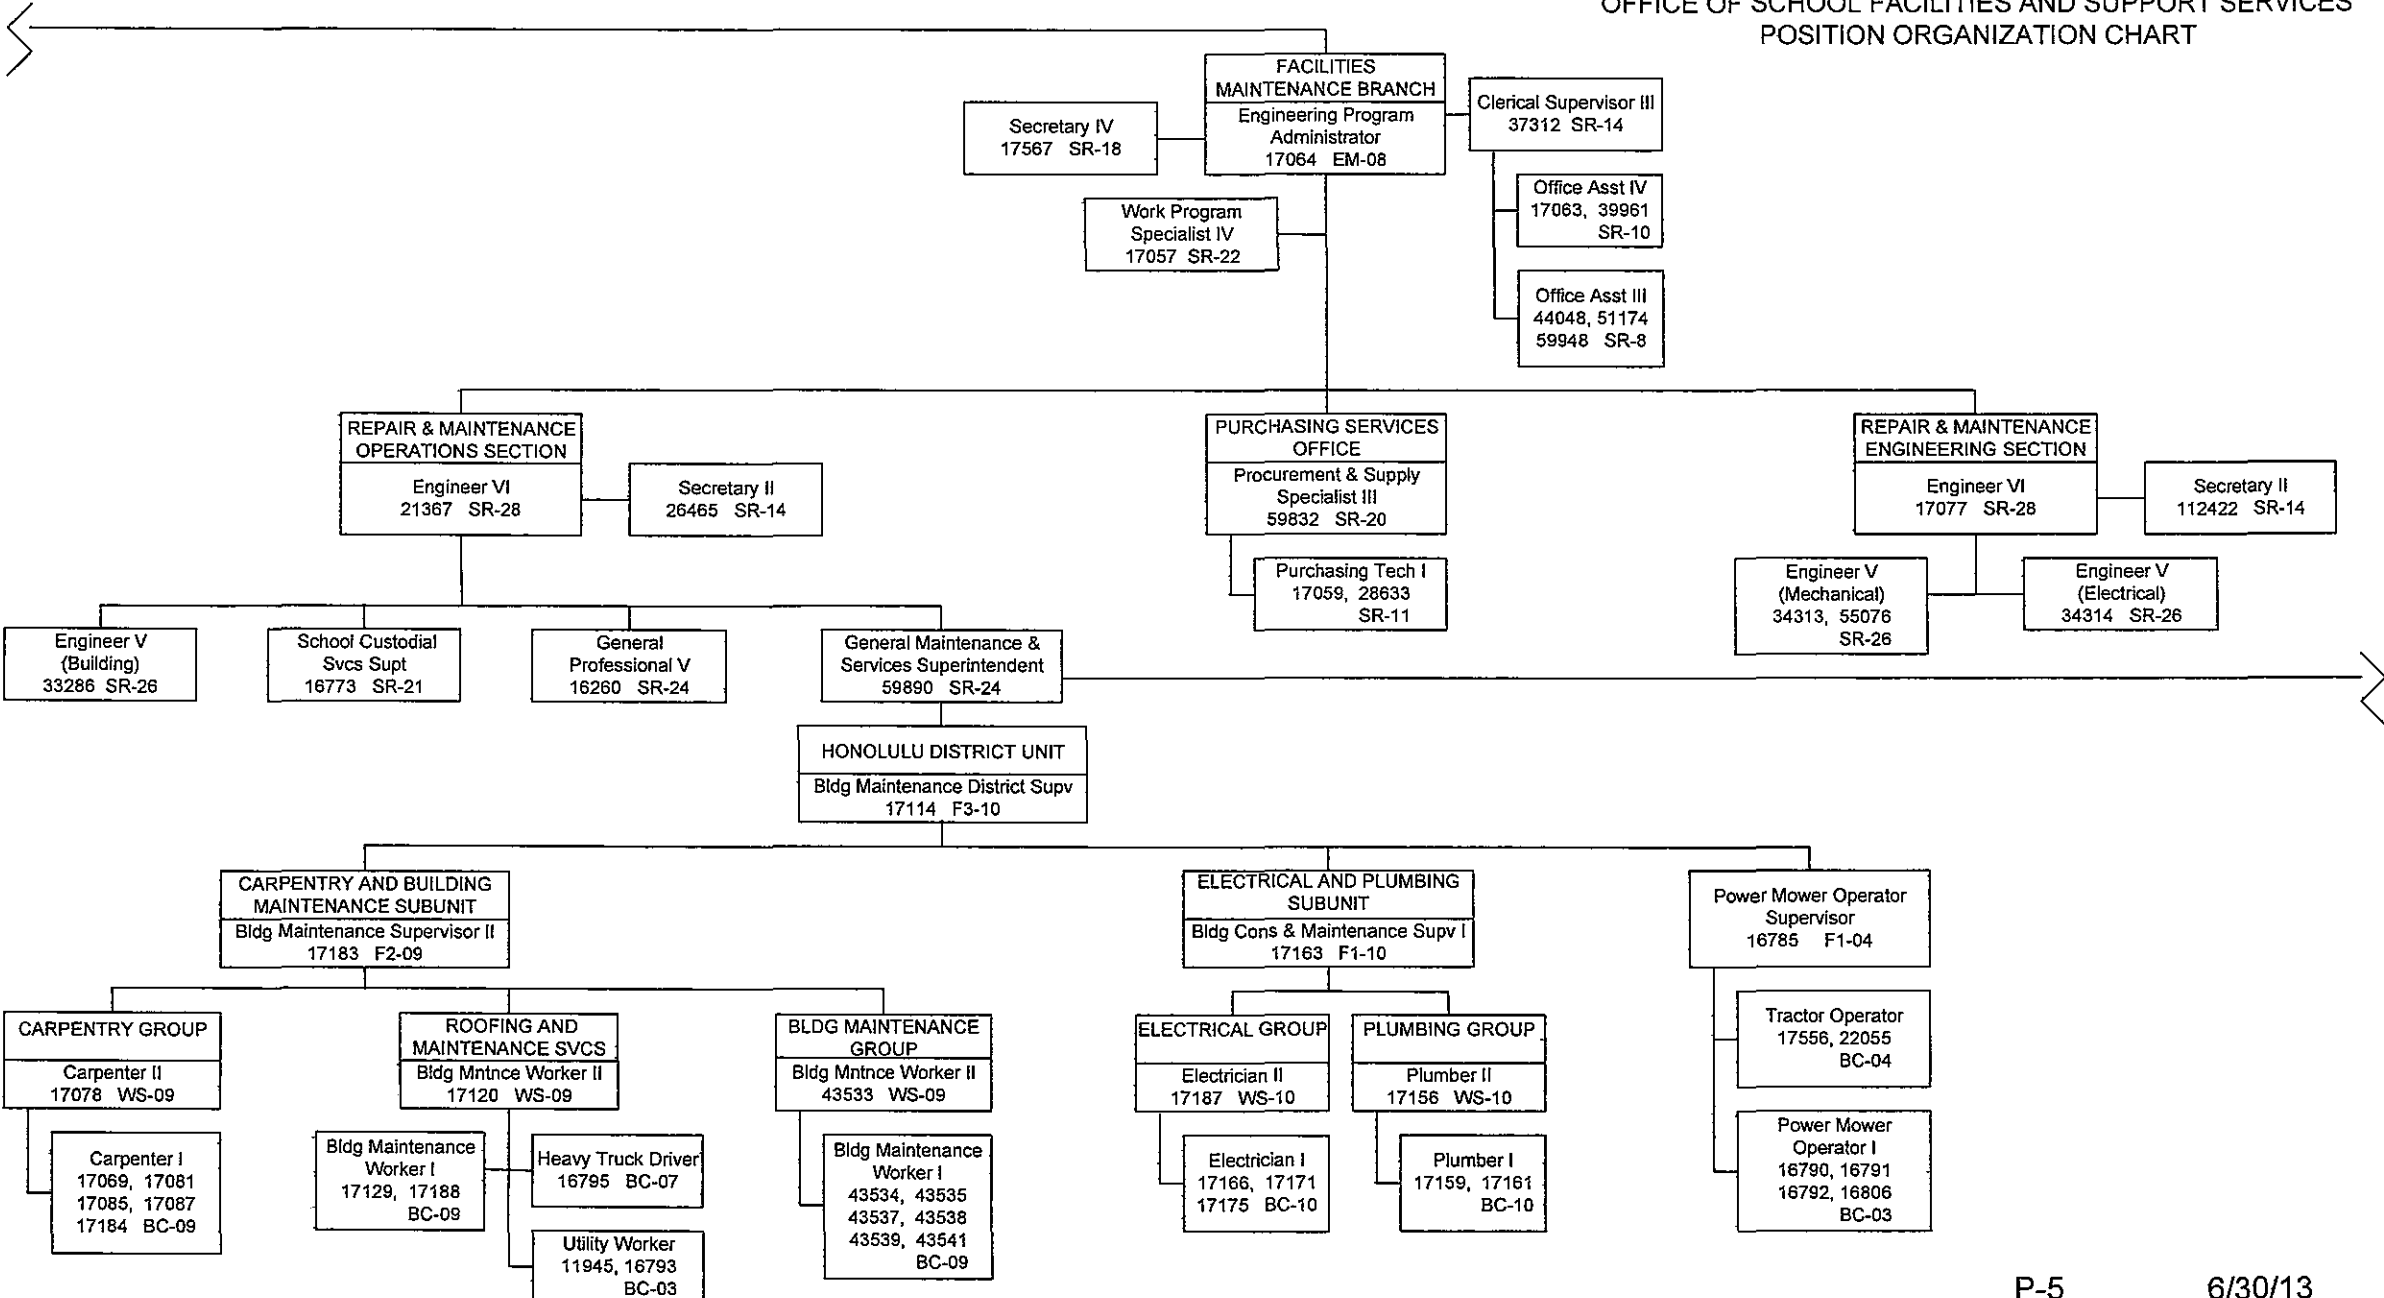 OFFICE OF SCHOOL FACILITIES AND SUPPORT SERVICES
POSITION ORGANIZATION CHART
FACILITIES
MAINTENANCE BRANCH
Engineering Program
Administrator
17064 EM-08
Secretary IV
17567 SR-18
Clerical Supervisor III
37312 SR-14
Office Asst IV
17063, 39961
SR-10
Work Program
Specialist IV
17057 SR-22
Office Asst III
44048, 51174
59948 SR-8
REPAIR & MAINTENANCE
OPERATIONS SECTION
Engineer VI
21367 SR-28
Secretary II
26465 SR-14
PURCHASING SERVICES
OFFICE
Procurement & Supply
Specialist III
59832 SR-20
Purchasing Tech I
17059, 28633
SR-11
REPAIR & MAINTENANCE
ENGINEERING SECTION
Engineer VI
17077 SR-28
Secretary II
112422 SR-14
Engineer V
(Mechanical)
34313, 55076
SR-26
Engineer V
(Electrical)
34314 SR-26
Engineer V
(Building)
33286 SR-26
School Custodial
Svcs Supt
16773 SR-21
General
Professional V
16260 SR-24
General Maintenance &
Services Superintendent
59890 SR-24
HONOLULU DISTRICT UNIT
Bldg Maintenance District Supv
17114 F3-10
CARPENTRY AND BUILDING
MAINTENANCE SUBUNIT
Bldg Maintenance Supervisor II
17183 F2-09
ELECTRICAL AND PLUMBING
SUBUNIT
Bldg Cons & Maintenance Supv I
17163 F1-10
Power Mower Operator
Supervisor
16785 F1-04
CARPENTRY GROUP
Carpenter II
17078 WS-09
Carpenter I
17069, 17081
17085, 17087
17184 BC-09
ROOFING AND
MAINTENANCE SVCS
Bldg Mntnce Worker II
17120 WS-09
Bldg Maintenance
Worker I
17129, 17188
BC-09
Heavy Truck Driver
16795 BC-07
Utility Worker
11945, 16793
BC-03
BLDG MAINTENANCE
GROUP
Bldg Mntnce Worker II
43533 WS-09
Bldg Maintenance
Worker I
43534, 43535
43537, 43538
43539, 43541
BC-09
ELECTRICAL GROUP
Electrician II
17187 WS-10
Electrician I
17166, 17171
17175 BC-10
PLUMBING GROUP
Plumber II
17156 WS-10
Plumber I
17159, 17161
BC-10
Tractor Operator
17556, 22055
BC-04
Power Mower
Operator I
16790, 16791
16792, 16806
BC-03
P-5 6/30/13